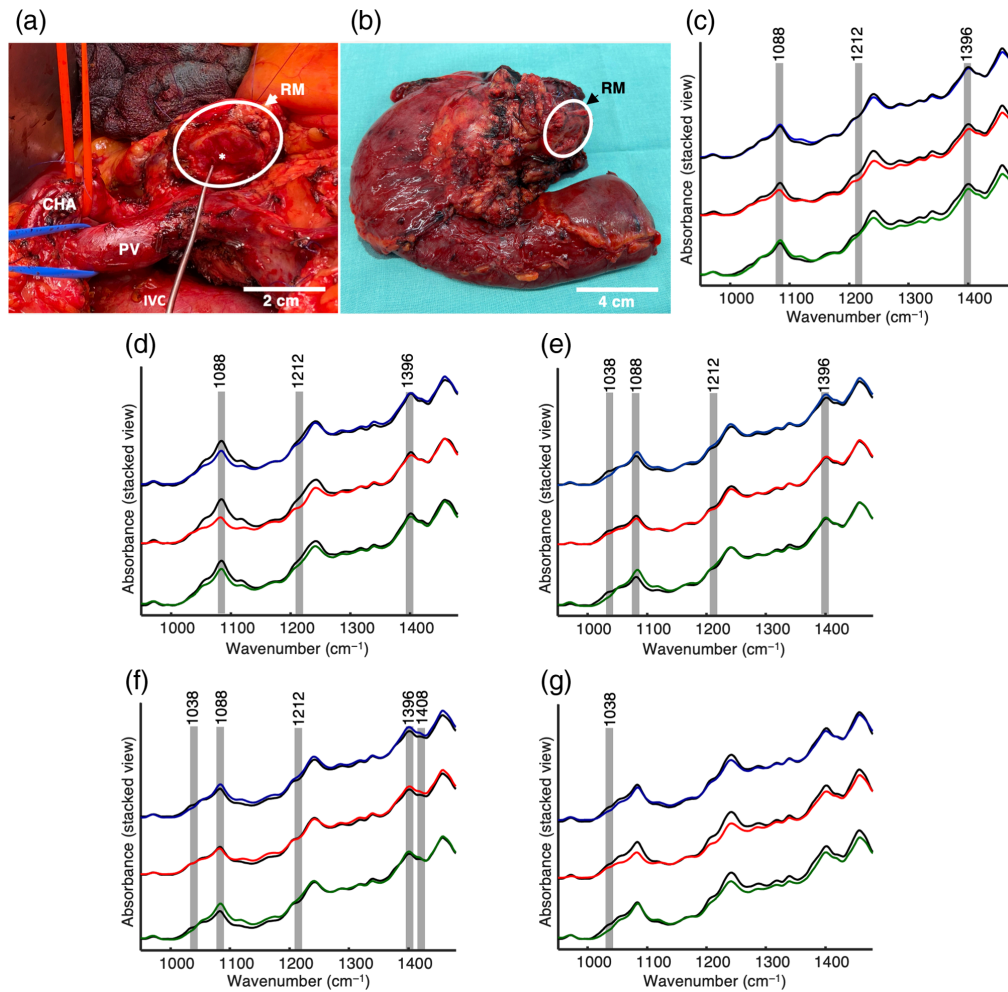 (a)
RM
*
CHA
PV
IVC
2 cm
(b)
RM
4 cm
(c)
1088
1212
1396
Absorbance (stacked view)
1000 1100 1200 1300 1400
Wavenumber (cm⁻¹)
(d)
1088
1212
1396
Absorbance (stacked view)
1000 1100 1200 1300 1400
Wavenumber (cm⁻¹)
(e)
1038
1088
1212
1396
Absorbance (stacked view)
1000 1100 1200 1300 1400
Wavenumber (cm⁻¹)
(f)
1038
1088
1212
1396
1408
Absorbance (stacked view)
1000 1100 1200 1300 1400
Wavenumber (cm⁻¹)
(g)
1038
Absorbance (stacked view)
1000 1100 1200 1300 1400
Wavenumber (cm⁻¹)